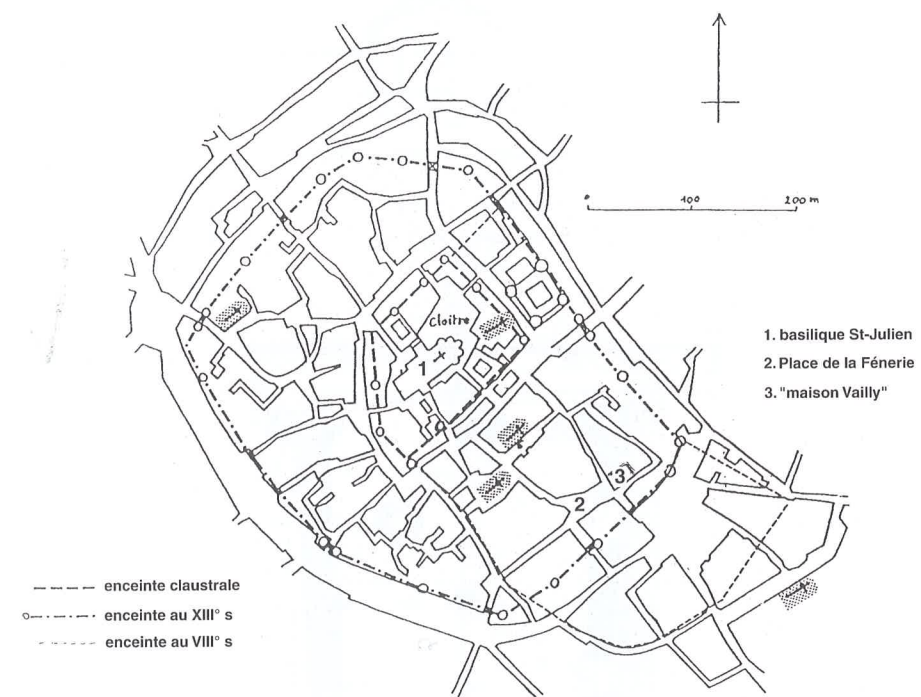 100
200 m
1. basilique St-Julien
2. Place de la Fénerie
3. "maison Vailly"
Cloître
1
2
3
enceinte claustrale
enceinte au XIII° s
enceinte au VIII° s